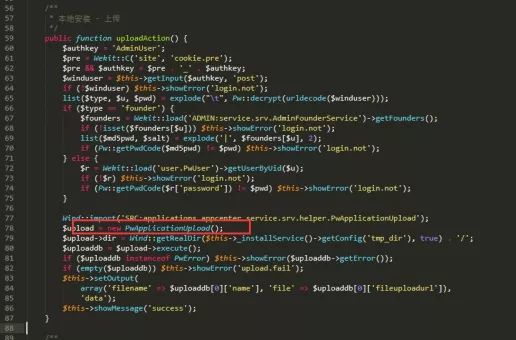 56 /**
57 * 本地安装 - 上传
58 */
59 public function uploadAction() {
60 $authkey = 'AdminUser';
61 $pre = Wekit::C('site', 'cookie.pre');
62 $pre && $authkey = $pre . '_' . $authkey;
63 $winduser = $this->getInput($authkey, 'post');
64 if (!$winduser) $this->showError('login.not');
65 list($type, $u, $pwd) = explode("\t", Pw::decrypt(urldecode($winduser)));
66 if ($type == 'founder') {
67 $founders = Wekit::load('ADMIN:service.srv.AdminFounderService')->getFounders();
68 if (!isset($founders[$u])) $this->showError('login.not');
69 list($md5pwd, $salt) = explode('|', $founders[$u], 2);
70 if (Pw::getPwdCode($md5pwd) != $pwd) $this->showError('login.not');
71 } else {
72 $r = Wekit::load('user.PwUser')->getUserByUid($u);
73 if (!$r) $this->showError('login.not');
74 if (Pw::getPwdCode($r['password']) != $pwd) $this->showError('login.not');
75 }
76
77 Wind::import('SRC:applications.appcenter.service.srv.helper.PwApplicationUpload');
78 $upload = new PwApplicationUpload();
79 $upload->dir = Wind::getRealDir($this->_installService()->getConfig('tmp_dir'), true) . '/';
80 $uploaddb = $upload->execute();
81 if ($uploaddb instanceof PwError) $this->showError($uploaddb->getError());
82 if (empty($uploaddb)) $this->showError('upload.fail');
83 $this->setOutput(
84 array('filename' => $uploaddb[0]['name'], 'file' => $uploaddb[0]['fileuploadurl']),
85 'data');
86 $this->showMessage('success');
87 }
88
89 /**